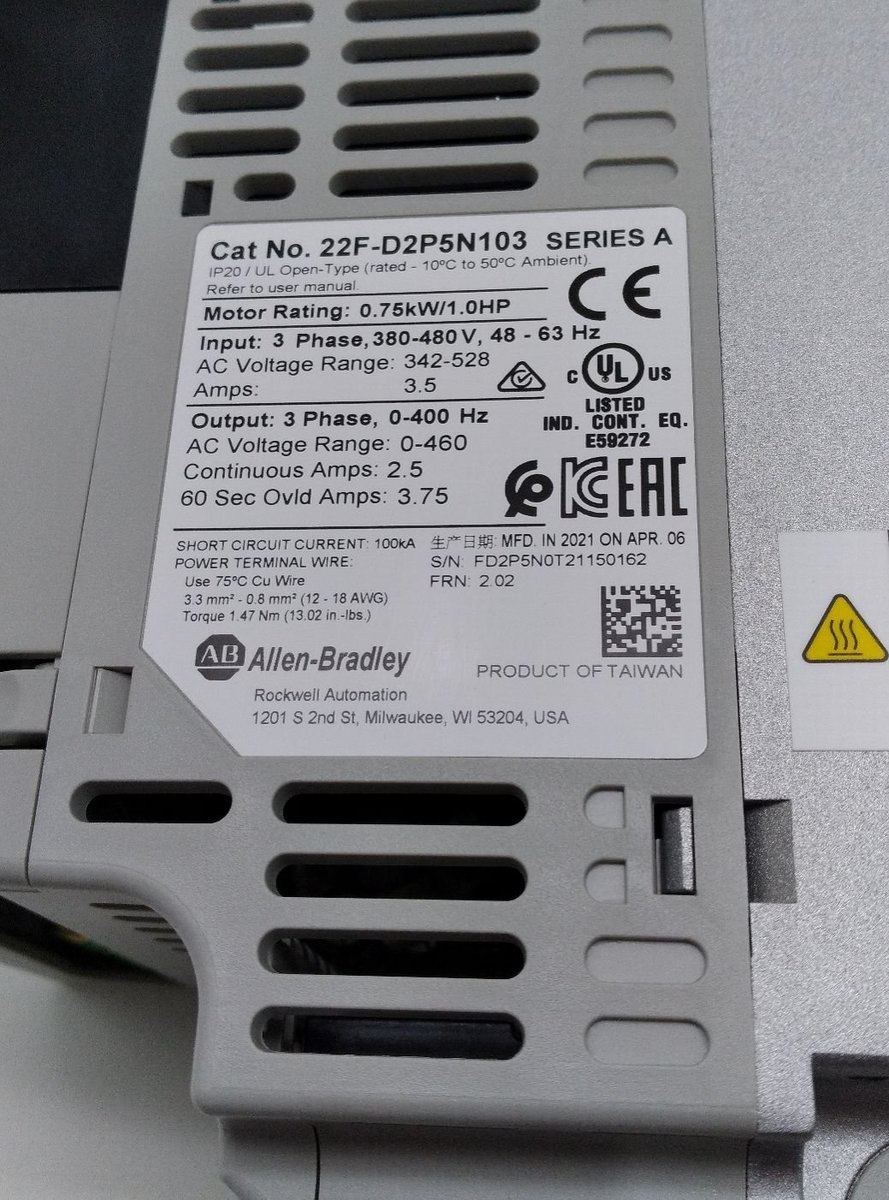 Cat No. 22F-D2P5N103 SERIES A
IP20 / UL Open-Type (rated - 10ºC to 50ºC Ambient).
Refer to user manual.
CE
Motor Rating: 0.75kW/1.0HP
Input: 3 Phase, 380-480V, 48 - 63 Hz
AC Voltage Range: 342-528
Amps: 3.5
C UL US
LISTED
IND. CONT. EQ.
E59272
Output: 3 Phase, 0-400 Hz
AC Voltage Range: 0-460
Continuous Amps: 2.5
60 Sec Ovld Amps: 3.75
KC EAC
SHORT CIRCUIT CURRENT: 100kA
POWER TERMINAL WIRE:
Use 75ºC Cu Wire
3.3 mm² - 0.8 mm² (12 - 18 AWG)
Torque 1.47 Nm (13.02 in.-lbs.)
生产日期: MFD. IN 2021 ON APR. 06
S/N: FD2P5N0T21150162
FRN: 2.02
AB Allen-Bradley
PRODUCT OF TAIWAN
Rockwell Automation
1201 S 2nd St, Milwaukee, WI 53204, USA